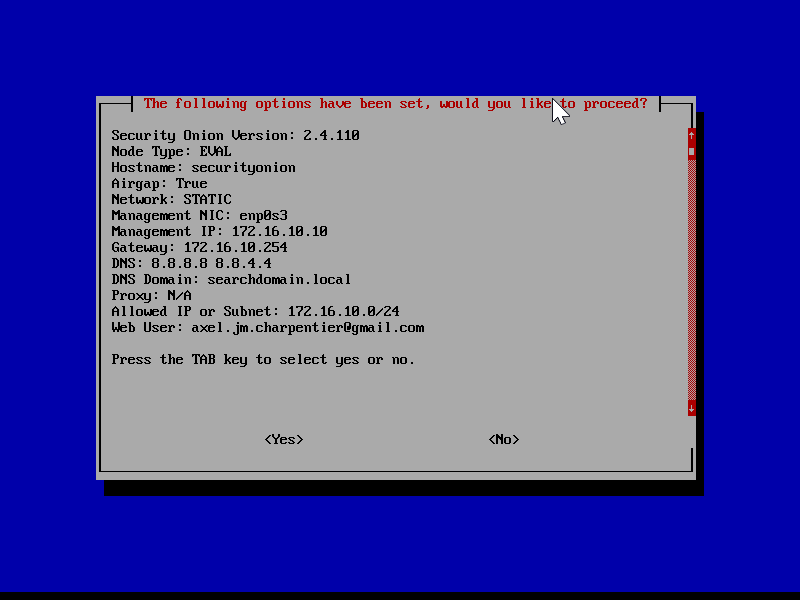 The following options have been set, would you like to proceed?
Security Onion Version: 2.4.110
Node Type: EVAL
Hostname: securityonion
Airgap: True
Network: STATIC
Management NIC: enp0s3
Management IP: 172.16.10.10
Gateway: 172.16.10.254
DNS: 8.8.8.8 8.8.4.4
DNS Domain: searchdomain.local
Proxy: N/A
Allowed IP or Subnet: 172.16.10.0/24
Web User: axel.jm.charpentier@gmail.com
Press the TAB key to select yes or no.
<Yes> <No>